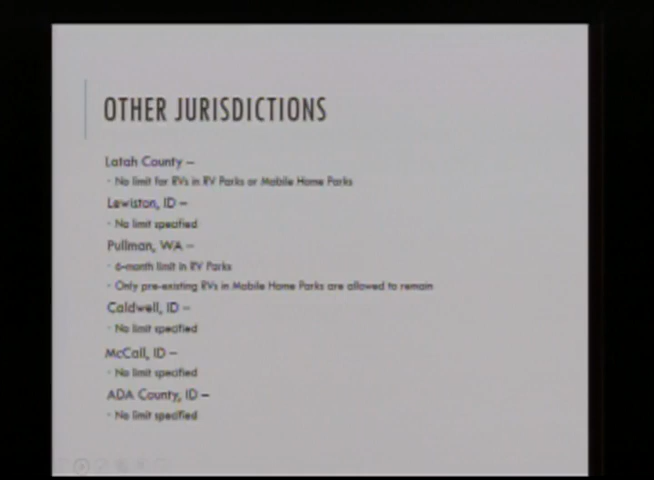 OTHER JURISDICTIONS
Latah County –
· No limit for RVs in RV Parks or Mobile Home Parks
Lewiston, ID –
· No limit specified
Pullman, WA –
· 6-month limit in RV Parks
· Only pre-existing RVs in Mobile Home Parks are allowed to remain
Caldwell, ID –
· No limit specified
McCall, ID –
· No limit specified
ADA County, ID –
· No limit specified